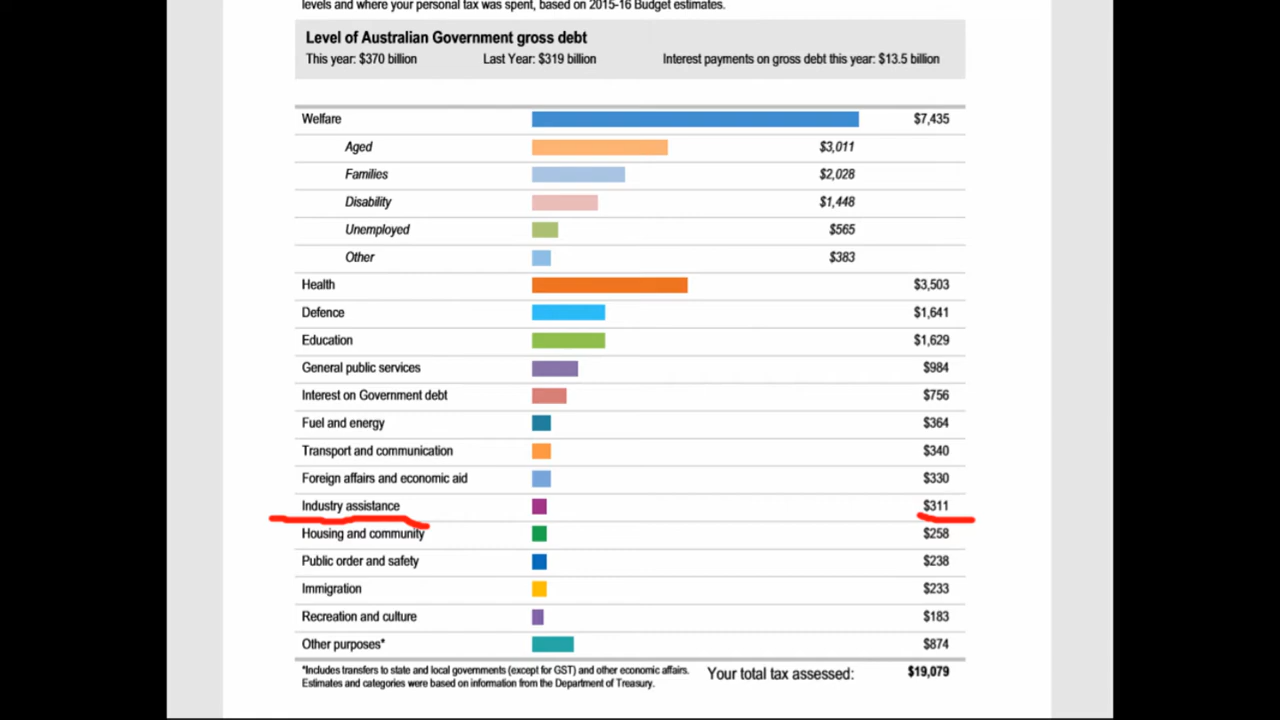 levels and where your personal tax was spent, based on 2015-16 Budget estimates.
Level of Australian Government gross debt
This year: $370 billion Last Year: $319 billion Interest payments on gross debt this year: $13.5 billion
Welfare $7,435
Aged $3,011
Families $2,028
Disability $1,448
Unemployed $565
Other $383
Health $3,503
Defence $1,641
Education $1,629
General public services $984
Interest on Government debt $756
Fuel and energy $364
Transport and communication $340
Foreign affairs and economic aid $330
Industry assistance $311
Housing and community $258
Public order and safety $238
Immigration $233
Recreation and culture $183
Other purposes* $874
*Includes transfers to state and local governments (except for GST) and other economic affairs.
Estimates and categories were based on information from the Department of Treasury.
Your total tax assessed: $19,079